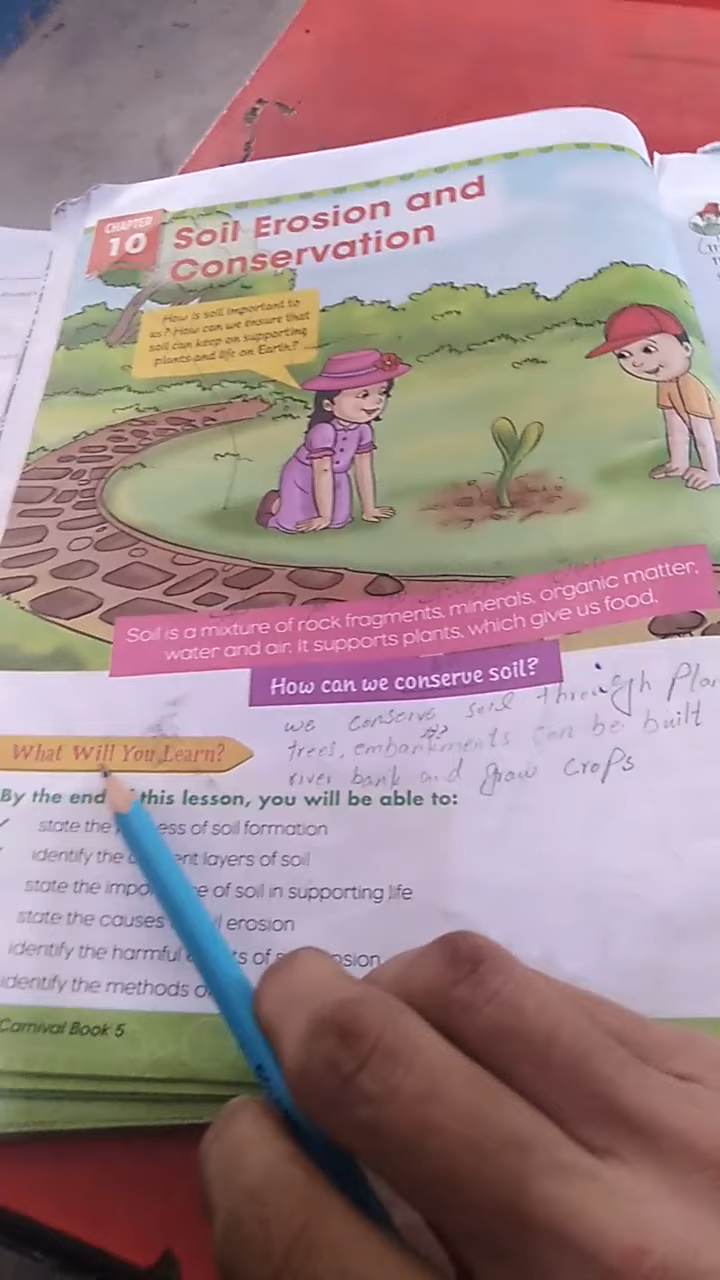 CHAPTER
10
Soil Erosion and
Conservation
How is soil important to
us? How can we ensure that
soil can keep on supporting
plants and life on Earth?
Soil is a mixture of rock fragments, minerals, organic matter,
water and air. It supports plants, which give us food.
How can we conserve soil?
we conserve soil through Plan
trees, embankments can be built
river bank and grow crops
What Will You Learn?
By the end this lesson, you will be able to:
state the of soil formation
identify the layers of soil
state the of soil in supporting life
state the causes erosion
identify the harmful of
identify the methods
Carnival Book 5